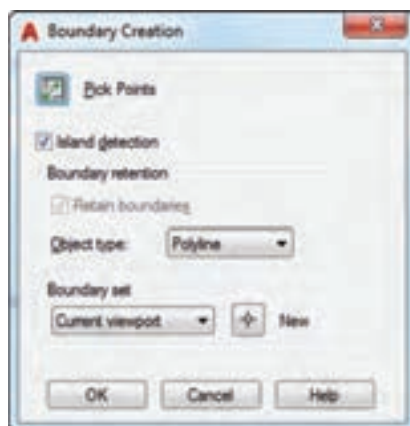 Boundary Creation
Pick Points
Island detection
Boundary retention
Retain boundaries
Object type: Polyline
Boundary set
Current viewport New
OK Cancel Help